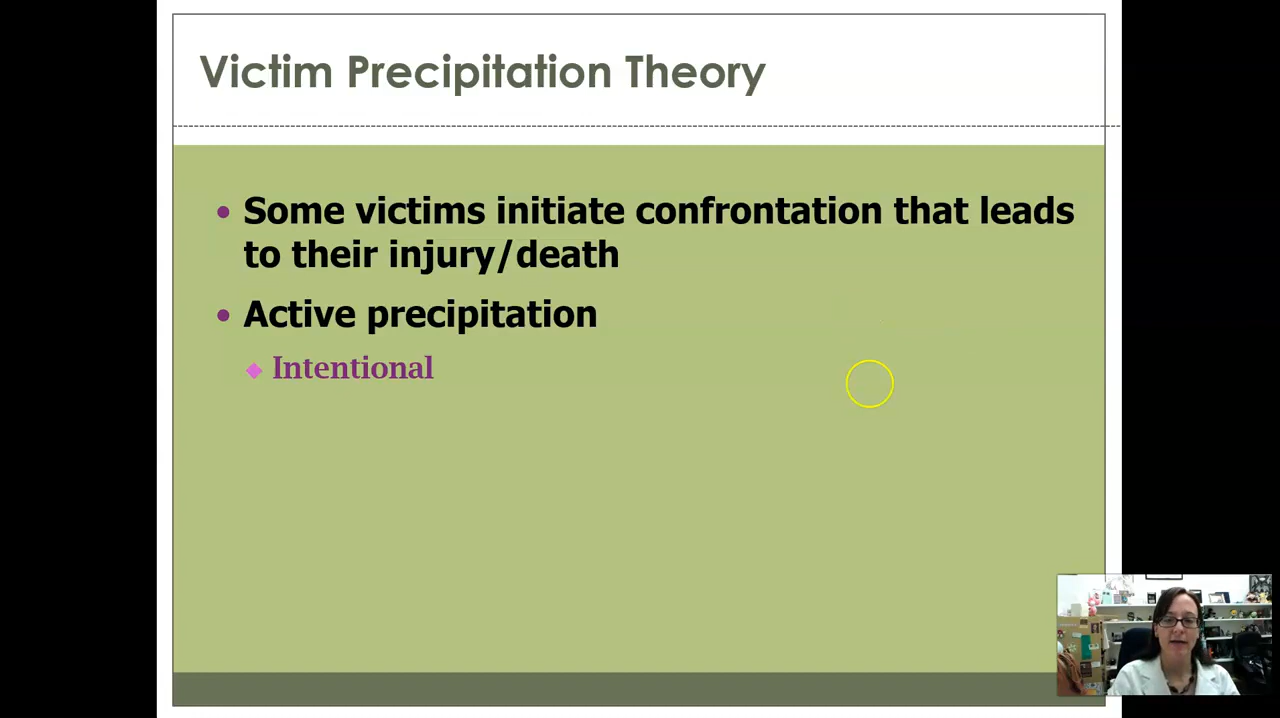 Victim Precipitation Theory
Some victims initiate confrontation that leads
to their injury/death
Active precipitation
Intentional